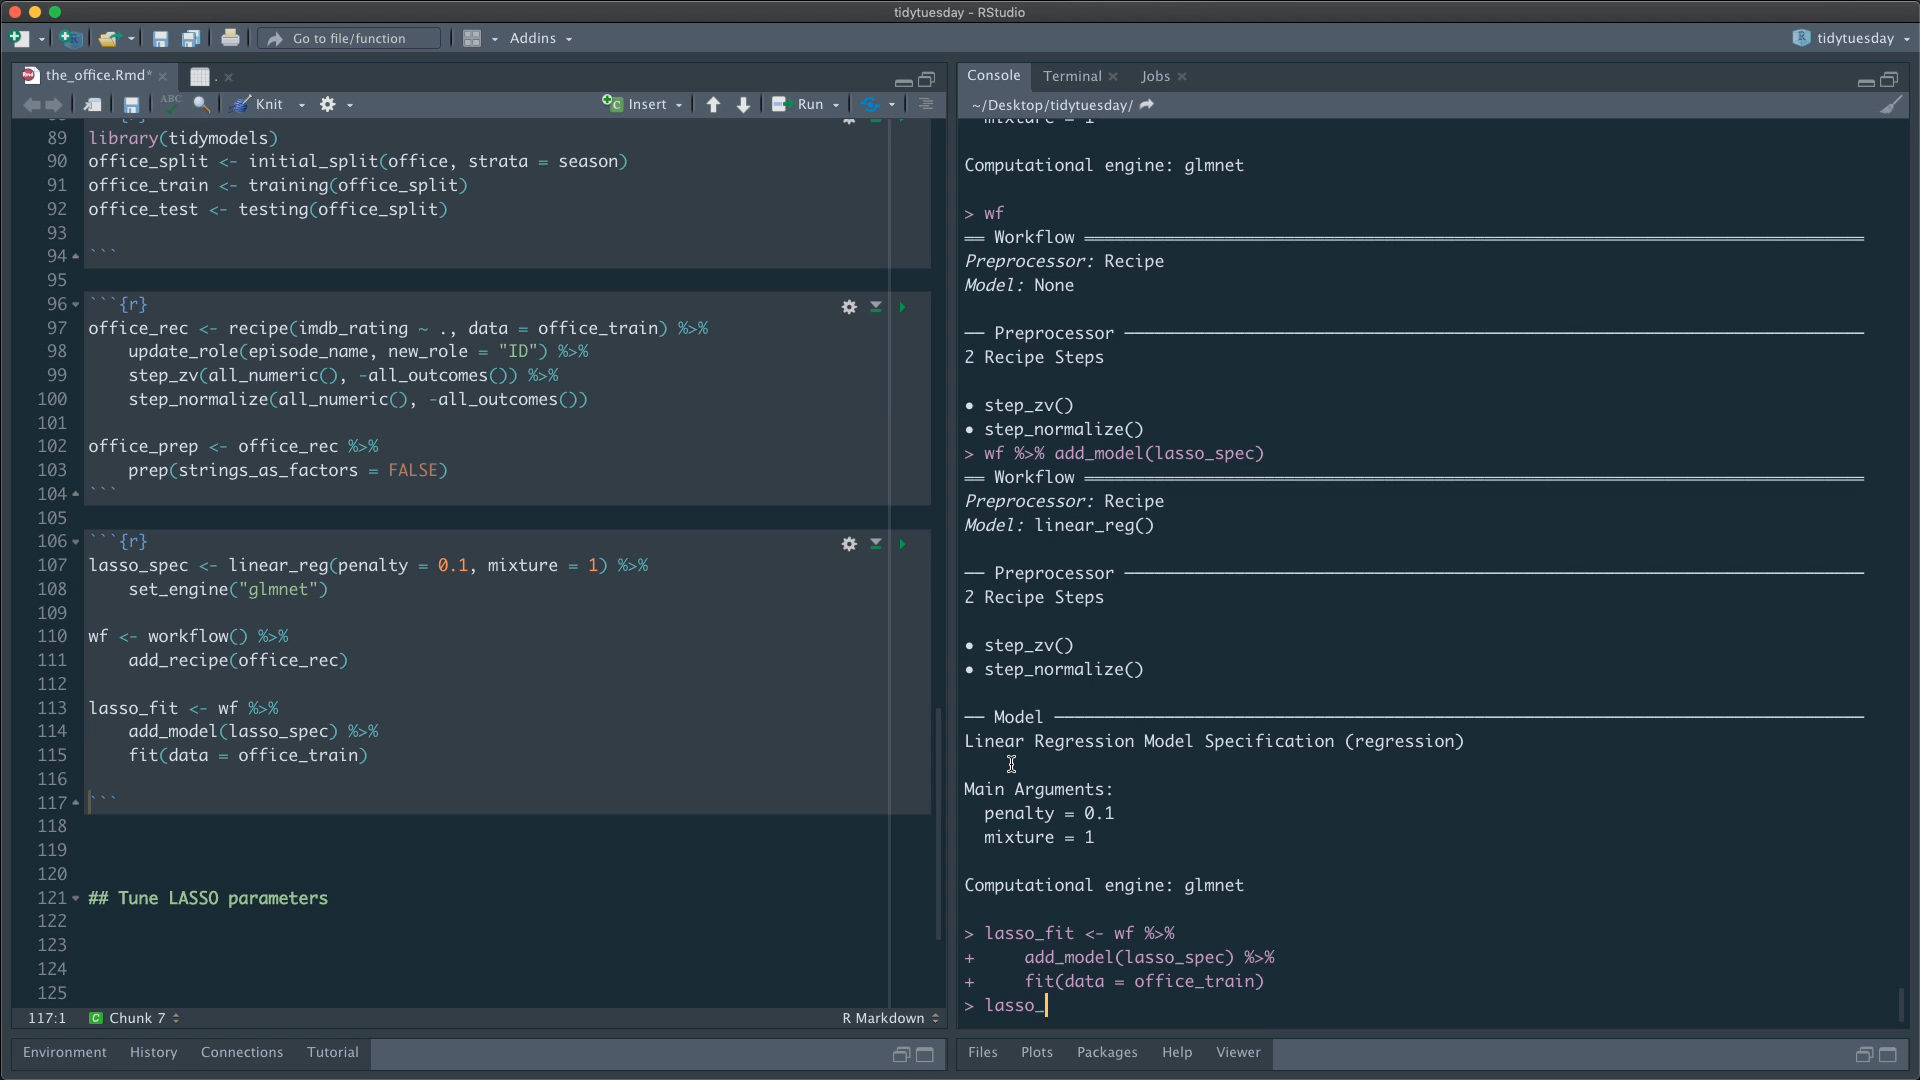 tidytuesday - RStudio
Go to file/function
Addins
tidytuesday
the_office.Rmd*
.
ABC
Knit
Insert
Run
89 library(tidymodels)
90 office_split <- initial_split(office, strata = season)
91 office_train <- training(office_split)
92 office_test <- testing(office_split)
93
94 ```
95
96 ```{r}
97 office_rec <- recipe(imdb_rating ~ ., data = office_train) %>%
98 update_role(episode_name, new_role = "ID") %>%
99 step_zv(all_numeric(), -all_outcomes()) %>%
100 step_normalize(all_numeric(), -all_outcomes())
101
102 office_prep <- office_rec %>%
103 prep(strings_as_factors = FALSE)
104 ```
105
106 ```{r}
107 lasso_spec <- linear_reg(penalty = 0.1, mixture = 1) %>%
108 set_engine("glmnet")
109
110 wf <- workflow() %>%
111 add_recipe(office_rec)
112
113 lasso_fit <- wf %>%
114 add_model(lasso_spec) %>%
115 fit(data = office_train)
116
117 ```
118
119
120
121 ## Tune LASSO parameters
122
123
124
125
117:1
Chunk 7
R Markdown
Environment
History
Connections
Tutorial
Console
Terminal
Jobs
~/Desktop/tidytuesday/
mixture = 1
Computational engine: glmnet
> wf
══ Workflow ══════════
Preprocessor: Recipe
Model: None
── Preprocessor ──────────
2 Recipe Steps
• step_zv()
• step_normalize()
> wf %>% add_model(lasso_spec)
══ Workflow ══════════
Preprocessor: Recipe
Model: linear_reg()
── Preprocessor ──────────
2 Recipe Steps
• step_zv()
• step_normalize()
── Model ──────────
Linear Regression Model Specification (regression)
Main Arguments:
penalty = 0.1
mixture = 1
Computational engine: glmnet
> lasso_fit <- wf %>%
+ add_model(lasso_spec) %>%
+ fit(data = office_train)
> lasso_
Files
Plots
Packages
Help
Viewer